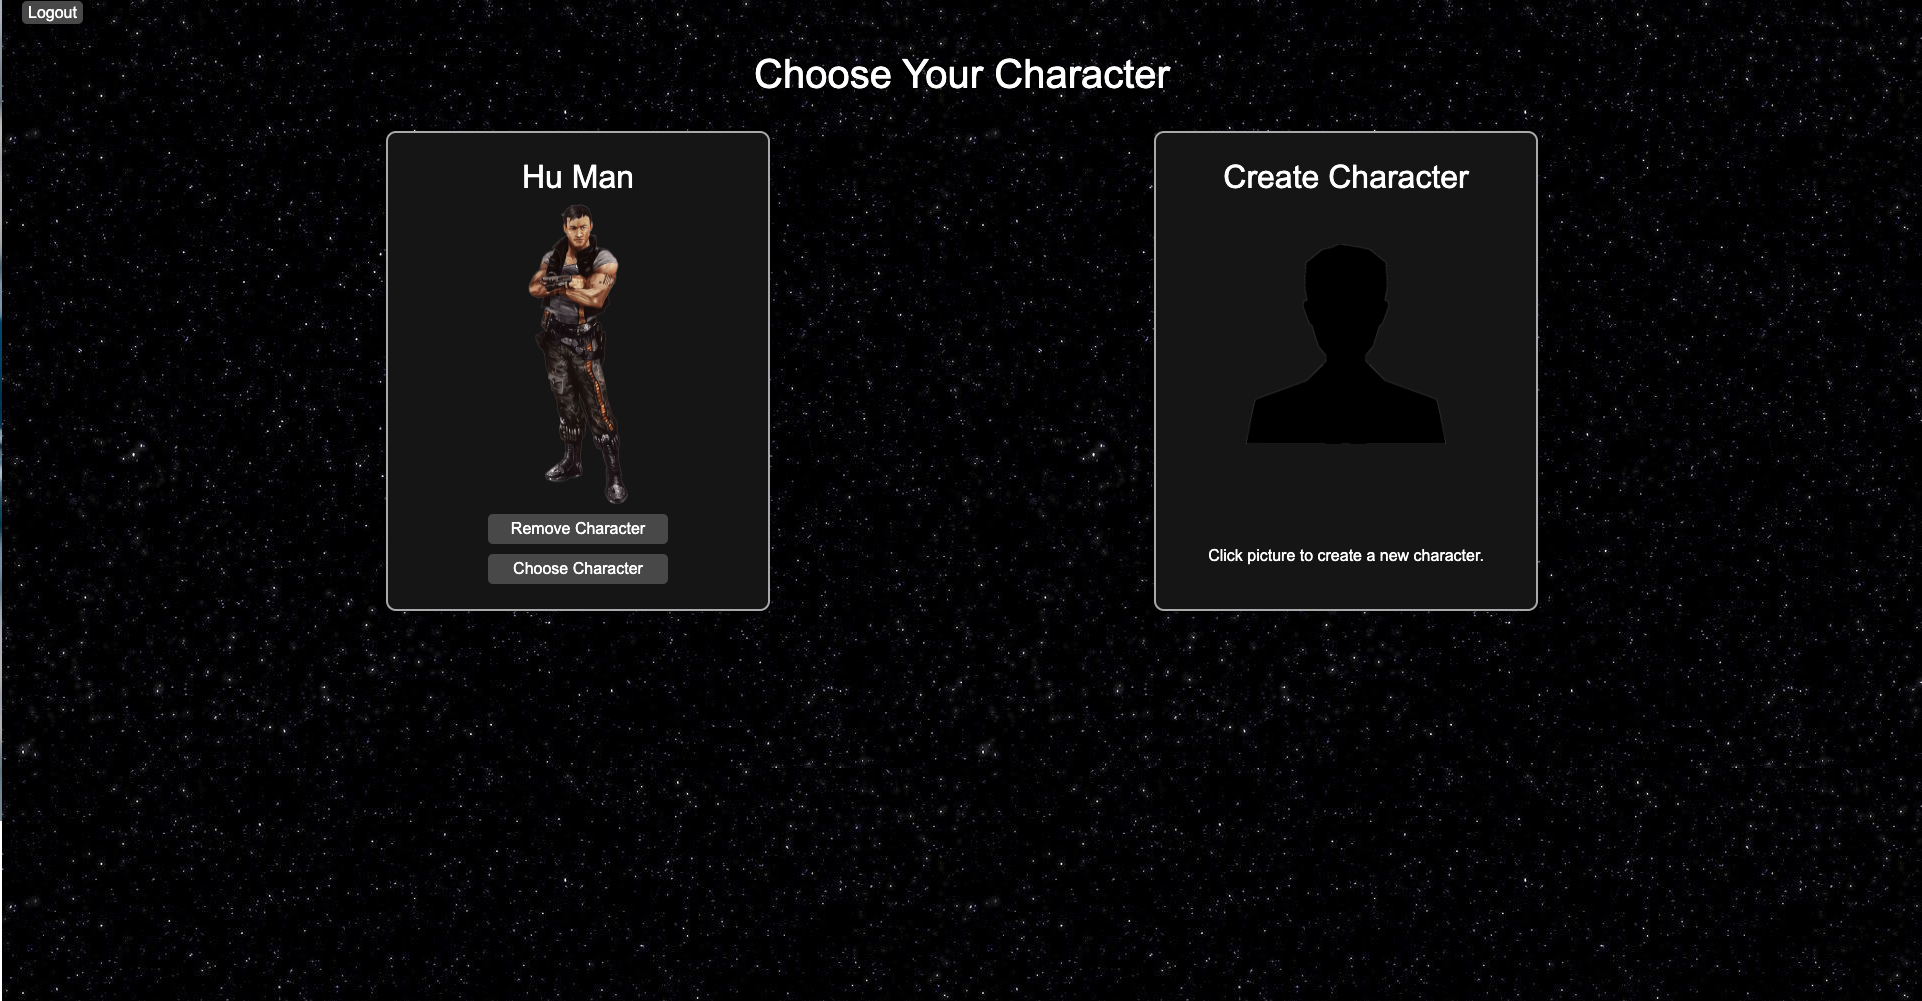 Logout
Choose Your Character
Hu Man
Remove Character
Choose Character
Create Character
Click picture to create a new character.